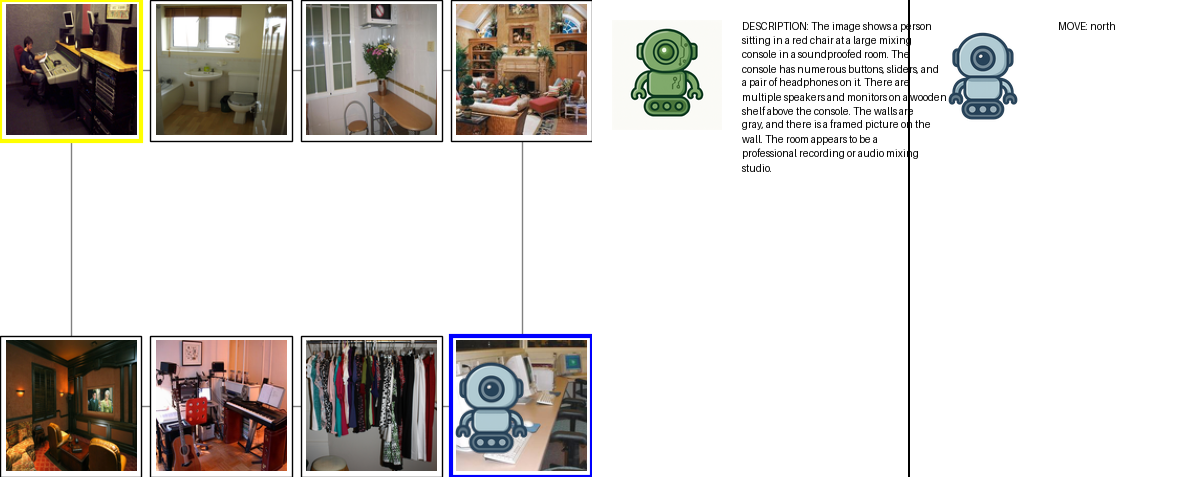 DESCRIPTION: The image shows a person
sitting in a red chair at a large mixing
console in a soundproofed room. The
console has numerous buttons, sliders, and
a pair of headphones on it. There are
multiple speakers and monitors on a wooden
shelf above the console. The walls are
gray, and there is a framed picture on the
wall. The room appears to be a
professional recording or audio mixing
studio.
MOVE: north